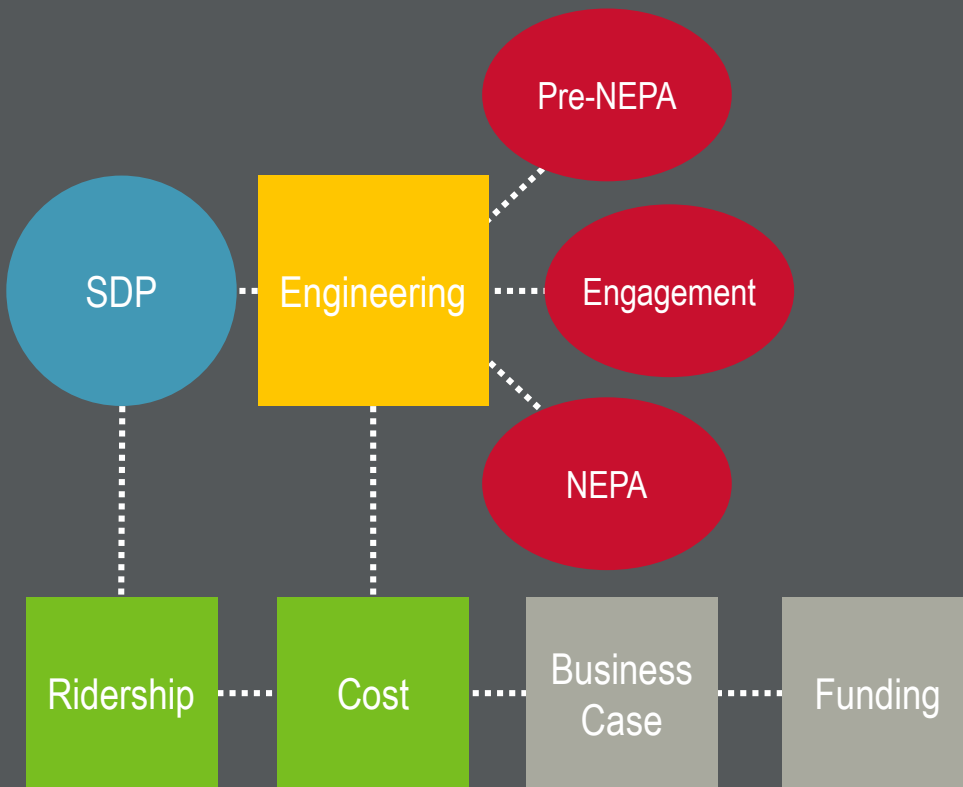 Pre-NEPA
SDP
Engineering
Engagement
NEPA
Ridership
Cost
Business
Case
Funding